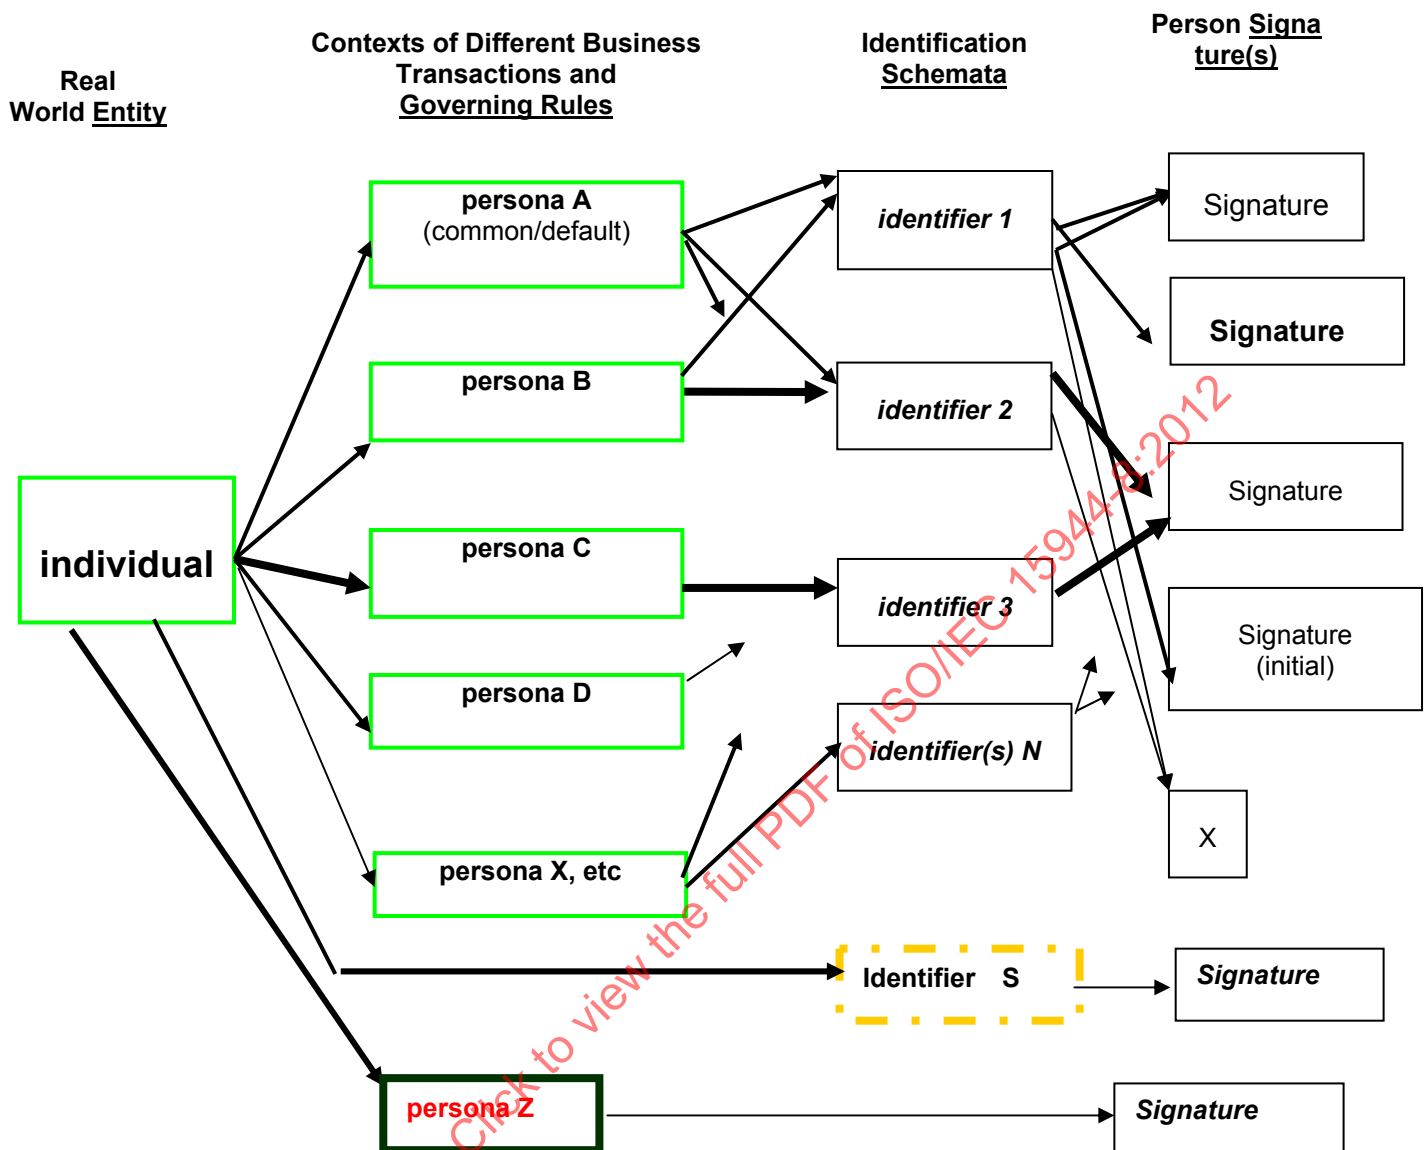 Real
World Entity
Contexts of Different Business
Transactions and
Governing Rules
Identification
Schemata
Person Signa
ture(s)
persona A
(common/default)
identifier 1
Signature
Signature
persona B
identifier 2
Signature
individual
persona C
identifier 3
Signature
(initial)
persona D
identifier(s) N
X
persona X, etc
Identifier S
Signature
persona Z
Signature
Click to view the full PDF of ISO/IEC 15944-8:2012